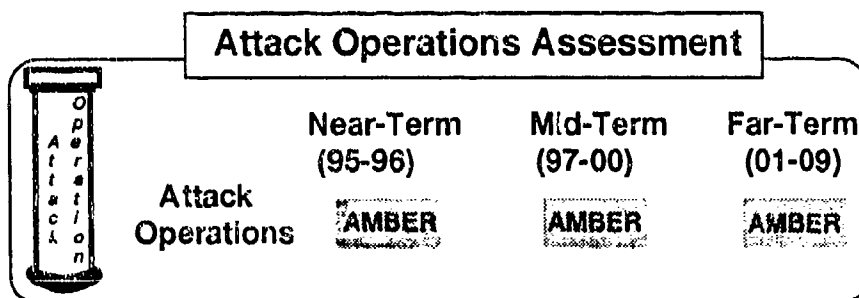 Attack Operations Assessment
Attack
Operation
Near-Term
(95-96)
Mid-Term
(97-00)
Far-Term
(01-09)
Attack
Operations
AMBER
AMBER
AMBER